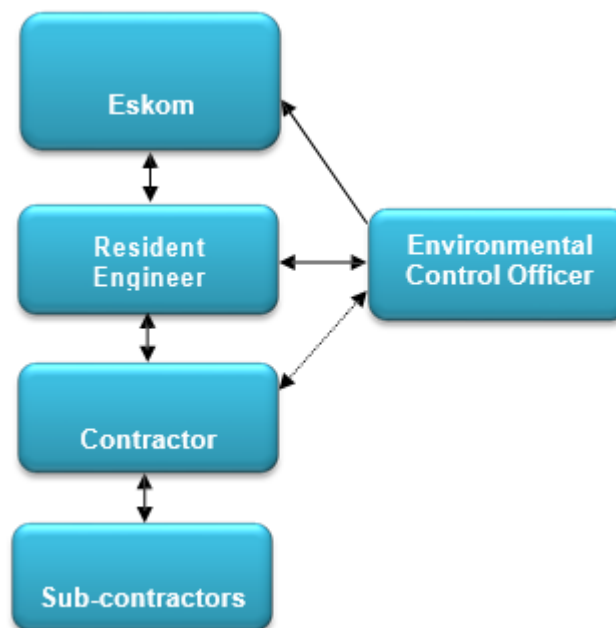 Eskom
Resident
Engineer
Environmental
Control Officer
Contractor
Sub-contractors